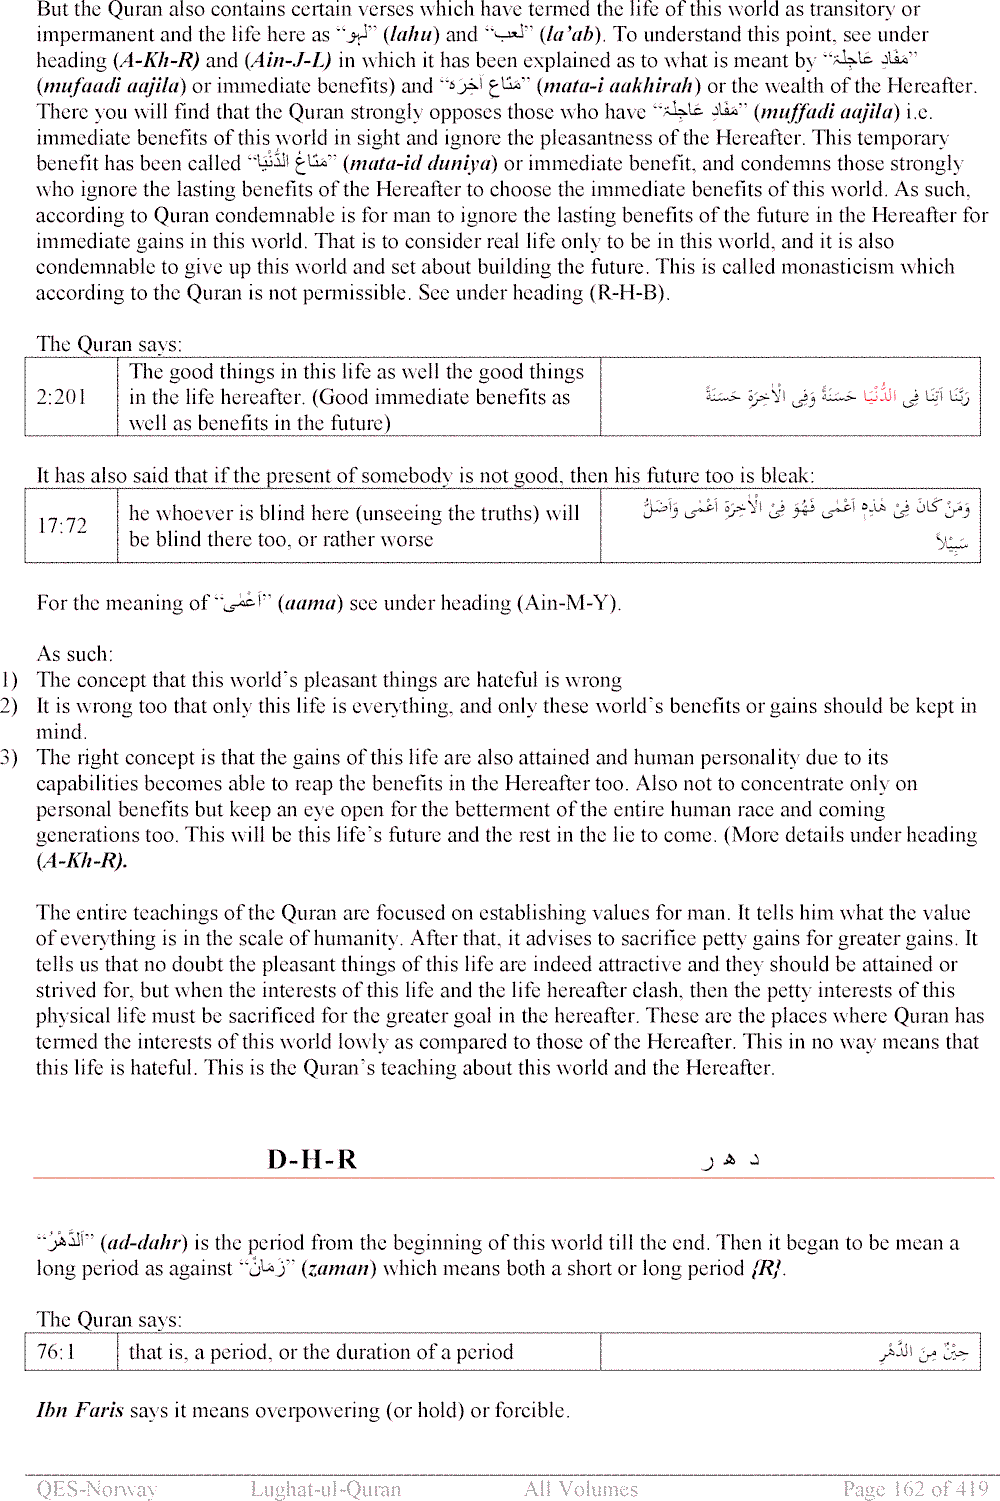 But the Quran also contains certain verses which have termed the life of this world as transitory or
impermanent and the life here as “لہو” (lahu) and “لعب” (la’ab). To understand this point, see under
heading (A-Kh-R) and (Ain-J-L) in which it has been explained as to what is meant by “مَفَادِ عَاجِلَۃ”
(mufaadi aajila) or immediate benefits) and “مَتَاعِ آخِرَہ” (mata-i aakhirah) or the wealth of the Hereafter.
There you will find that the Quran strongly opposes those who have “مَفَادِ عَاجِلَۃ” (muffadi aajila) i.e.
immediate benefits of this world in sight and ignore the pleasantness of the Hereafter. This temporary
benefit has been called “مَتَاعُ الدُّنْیَا” (mata-id duniya) or immediate benefit, and condemns those strongly
who ignore the lasting benefits of the Hereafter to choose the immediate benefits of this world. As such,
according to Quran condemnable is for man to ignore the lasting benefits of the future in the Hereafter for
immediate gains in this world. That is to consider real life only to be in this world, and it is also
condemnable to give up this world and set about building the future. This is called monasticism which
according to the Quran is not permissible. See under heading (R-H-B).
The Quran says:
2:201 The good things in this life as well the good things
in the life hereafter. (Good immediate benefits as
well as benefits in the future)
رَبَّنَا اٰتِنَا فِی الدُّنْیَا حَسَنَۃً وَفِی الْاٰخِرَۃِ حَسَنَۃً
It has also said that if the present of somebody is not good, then his future too is bleak:
17:72 he whoever is blind here (unseeing the truths) will
be blind there too, or rather worse
وَمَنْ کَانَ فِیْ ھٰذِہٖ اَعْمٰی فَھُوَ فِیْ الْاٰخِرَۃِ اَعْمٰی وَاَضَلُّ
سَبِیْلاً
For the meaning of “اَعْمٰی” (aama) see under heading (Ain-M-Y).
As such:
1) The concept that this world’s pleasant things are hateful is wrong
2) It is wrong too that only this life is everything, and only these world’s benefits or gains should be kept in
mind.
3) The right concept is that the gains of this life are also attained and human personality due to its
capabilities becomes able to reap the benefits in the Hereafter too. Also not to concentrate only on
personal benefits but keep an eye open for the betterment of the entire human race and coming
generations too. This will be this life’s future and the rest in the lie to come. (More details under heading
(A-Kh-R).
The entire teachings of the Quran are focused on establishing values for man. It tells him what the value
of everything is in the scale of humanity. After that, it advises to sacrifice petty gains for greater gains. It
tells us that no doubt the pleasant things of this life are indeed attractive and they should be attained or
strived for, but when the interests of this life and the life hereafter clash, then the petty interests of this
physical life must be sacrificed for the greater goal in the hereafter. These are the places where Quran has
termed the interests of this world lowly as compared to those of the Hereafter. This in no way means that
this life is hateful. This is the Quran’s teaching about this world and the Hereafter.
D-H-R د ھ ر
“اَلدَّھْرُ” (ad-dahr) is the period from the beginning of this world till the end. Then it began to be mean a
long period as against “زَمَانٌ” (zaman) which means both a short or long period {R}.
The Quran says:
76:1 that is, a period, or the duration of a period حِیْنٌ مِنَ الدَّھْرِ
Ibn Faris says it means overpowering (or hold) or forcible.
QES-Norway Lughat-ul-Quran All Volumes Page 162 of 419